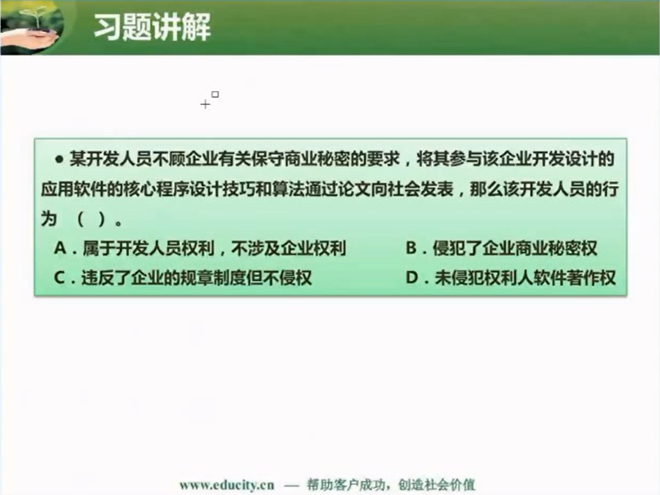 习题讲解
● 某开发人员不顾企业有关保守商业秘密的要求，将其参与该企业开发设计的
应用软件的核心程序设计技巧和算法通过论文向社会发表，那么该开发人员的行
为 （ ）。
A．属于开发人员权利，不涉及企业权利 B．侵犯了企业商业秘密权
C．违反了企业的规章制度但不侵权 D．未侵犯权利人软件著作权
www.educity.cn — 帮助客户成功，创造社会价值